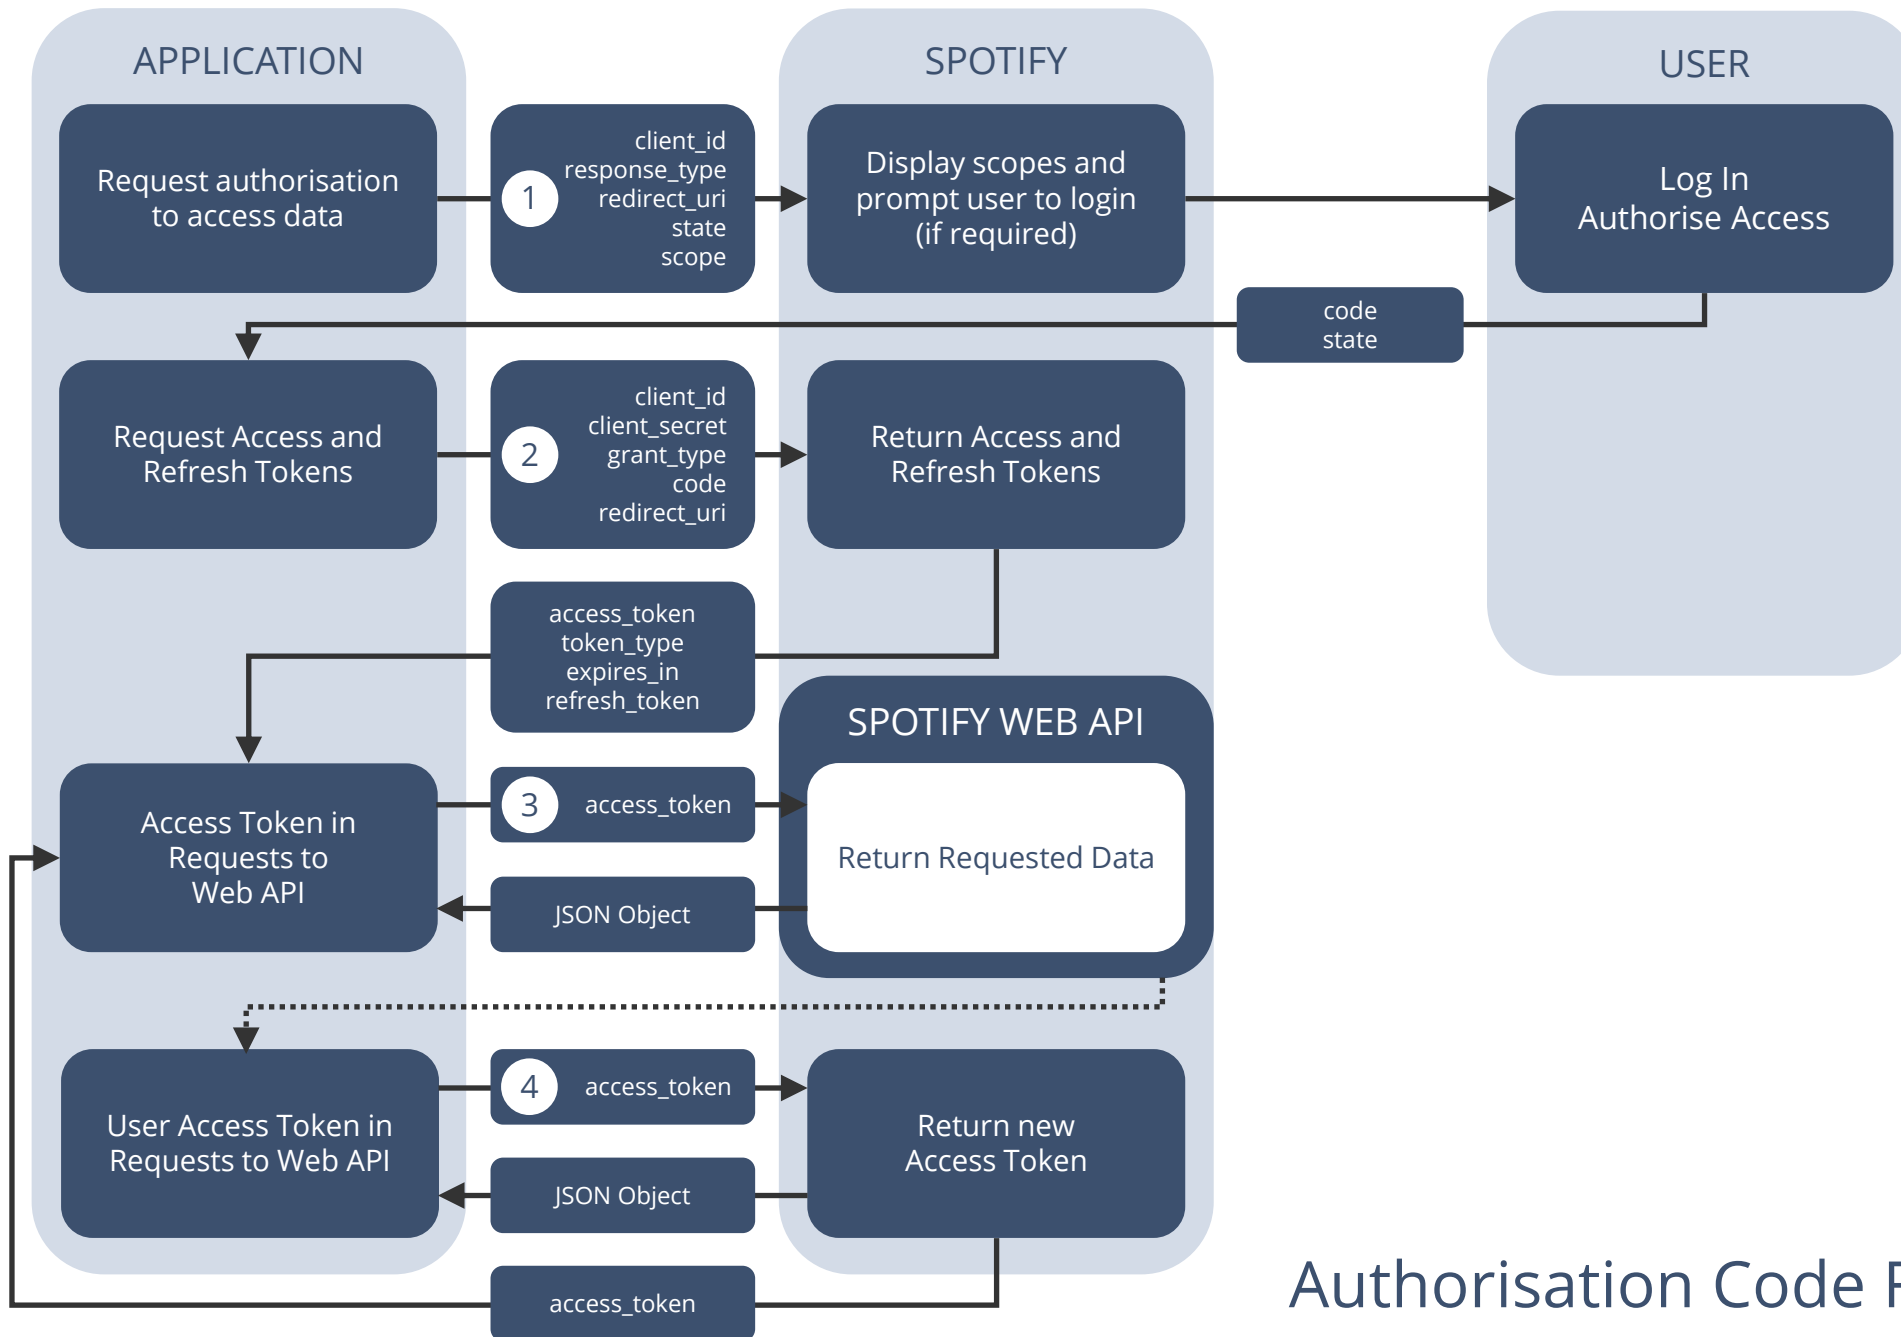 APPLICATION
SPOTIFY
USER
Request authorisation
to access data
1
client_id
response_type
redirect_uri
state
scope
Display scopes and
prompt user to login
(if required)
Log In
Authorise Access
code
state
Request Access and
Refresh Tokens
2
client_id
client_secret
grant_type
code
redirect_uri
Return Access and
Refresh Tokens
access_token
token_type
expires_in
refresh_token
SPOTIFY WEB API
Access Token in
Requests to
Web API
3
access_token
Return Requested Data
JSON Object
User Access Token in
Requests to Web API
4
access_token
Return new
Access Token
JSON Object
access_token
Authorisation Code